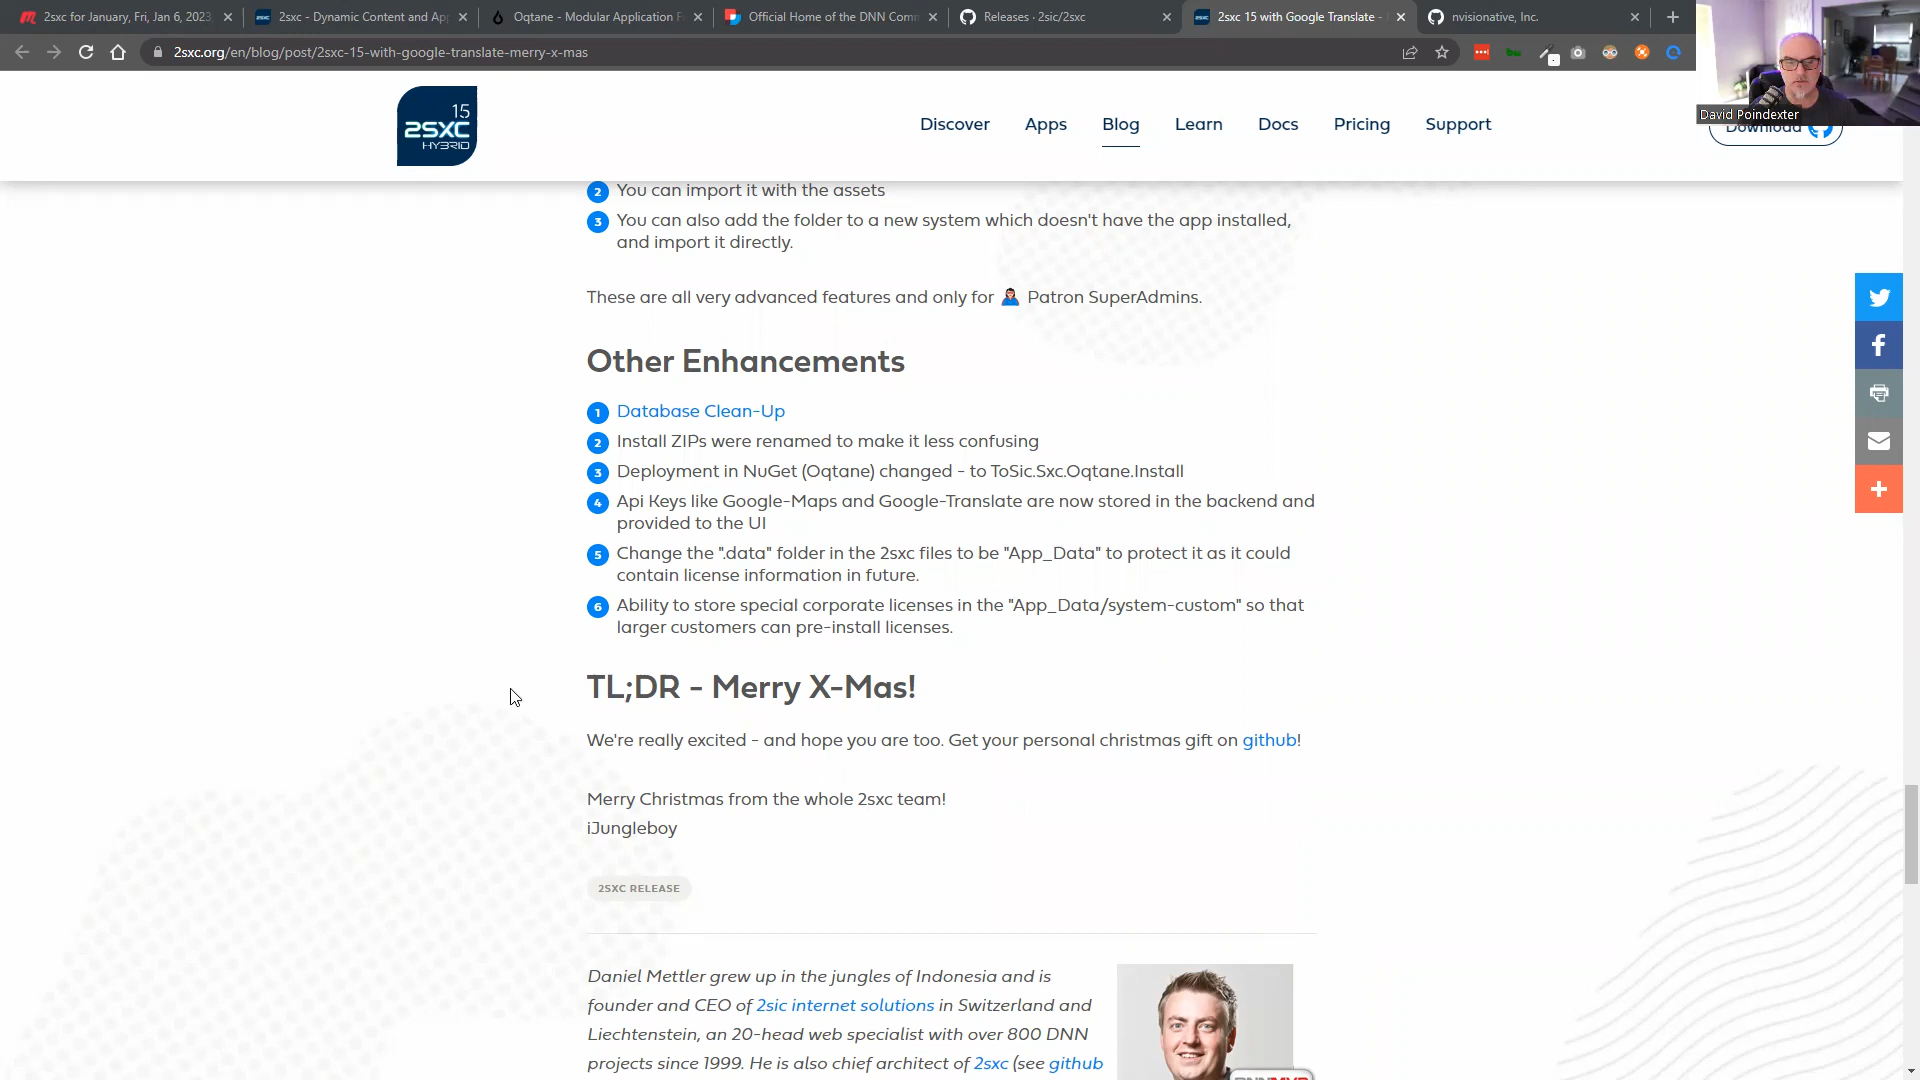 2sxc for January, Fri, Jan 6, 2023,
2sxc - Dynamic Content and App
Oqtane - Modular Application F
Official Home of the DNN Comm
Releases · 2sic/2sxc
2sxc 15 with Google Translate -
nvisionative, Inc.
2sxc.org/en/blog/post/2sxc-15-with-google-translate-merry-x-mas
David Poindexter
15
2SXC
HYBRID
Discover
Apps
Blog
Learn
Docs
Pricing
Support
Download
2 You can import it with the assets
3 You can also add the folder to a new system which doesn't have the app installed,
and import it directly.
These are all very advanced features and only for Patron SuperAdmins.
Other Enhancements
1 Database Clean-Up
2 Install ZIPs were renamed to make it less confusing
3 Deployment in NuGet (Oqtane) changed - to ToSic.Sxc.Oqtane.Install
4 Api Keys like Google-Maps and Google-Translate are now stored in the backend and
provided to the UI
5 Change the ".data" folder in the 2sxc files to be "App_Data" to protect it as it could
contain license information in future.
6 Ability to store special corporate licenses in the "App_Data/system-custom" so that
larger customers can pre-install licenses.
TL;DR - Merry X-Mas!
We're really excited - and hope you are too. Get your personal christmas gift on github!
Merry Christmas from the whole 2sxc team!
iJungleboy
2SXC RELEASE
Daniel Mettler grew up in the jungles of Indonesia and is
founder and CEO of 2sic internet solutions in Switzerland and
Liechtenstein, an 20-head web specialist with over 800 DNN
projects since 1999. He is also chief architect of 2sxc (see github